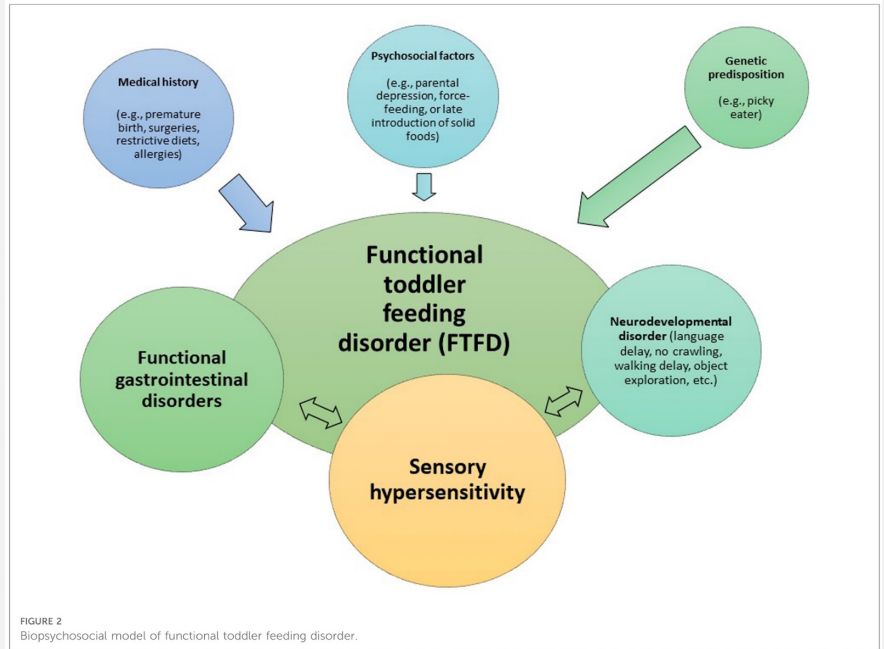 Medical history
(e.g., premature
birth, surgeries,
restrictive diets,
allergies)
Psychosocial factors
(e.g., parental
depression, force-
feeding, or late
introduction of solid
foods)
Genetic
predisposition
(e.g., picky
eater)
Functional
toddler
feeding
disorder (FTFD)
Functional
gastrointestinal
disorders
Neurodevelopmental
disorder (language
delay, no crawling,
walking delay, object
exploration, etc.)
Sensory
hypersensitivity
FIGURE 2
Biopsychosocial model of functional toddler feeding disorder.